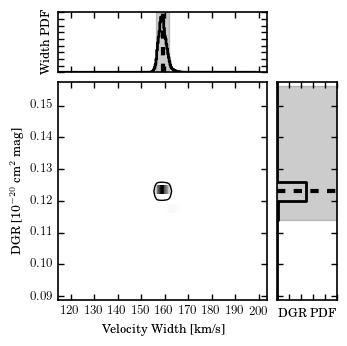 Width PDF
0.15
0.14
0.13
0.12
0.11
0.10
0.09
DGR [10⁻²⁰ cm² mag]
120 130 140 150 160 170 180 190 200
Velocity Width [km/s]
DGR PDF